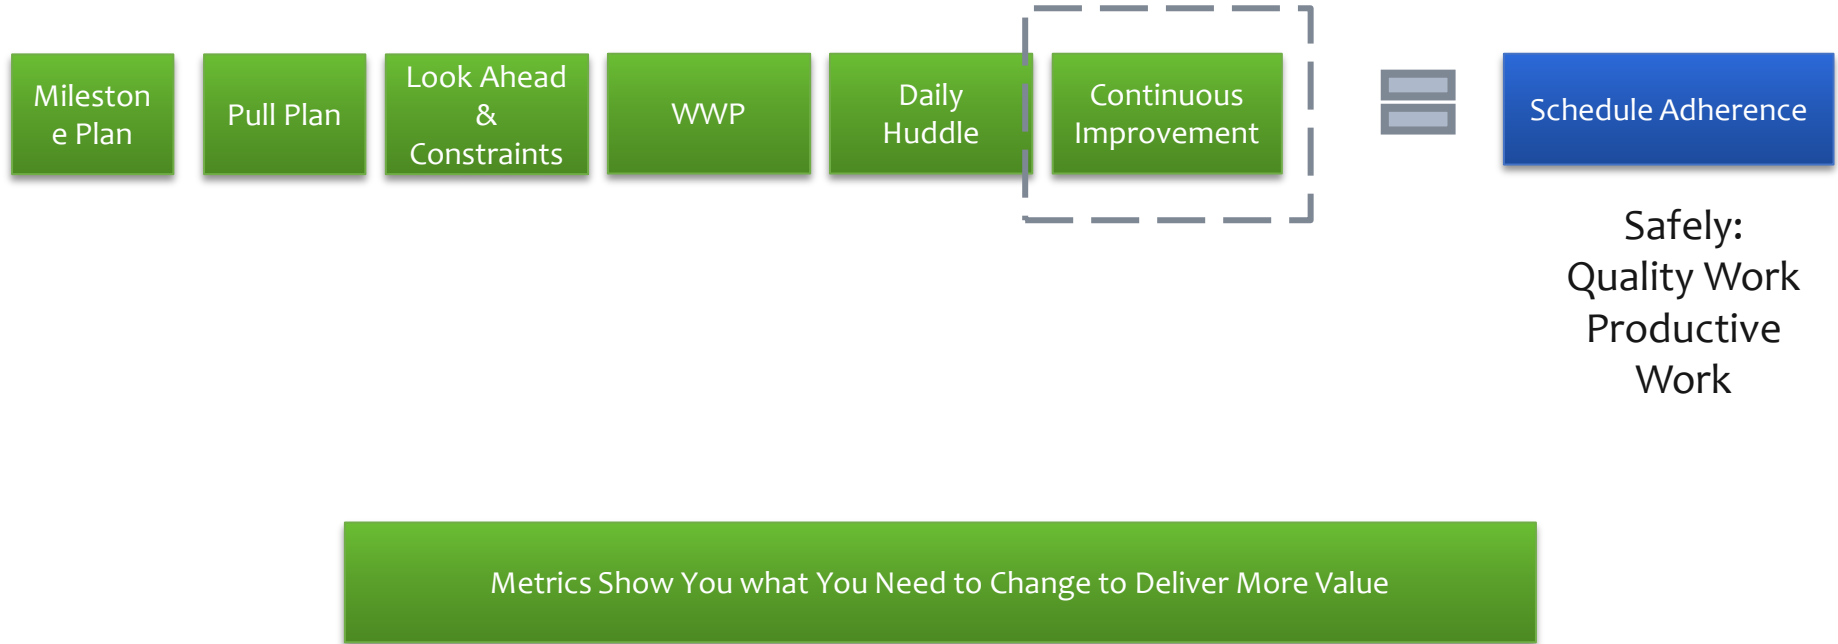 Mileston
e Plan
Pull Plan
Look Ahead
&
Constraints
WWP
Daily
Huddle
Continuous
Improvement
Schedule Adherence
Safely:
Quality Work
Productive
Work
Metrics Show You what You Need to Change to Deliver More Value